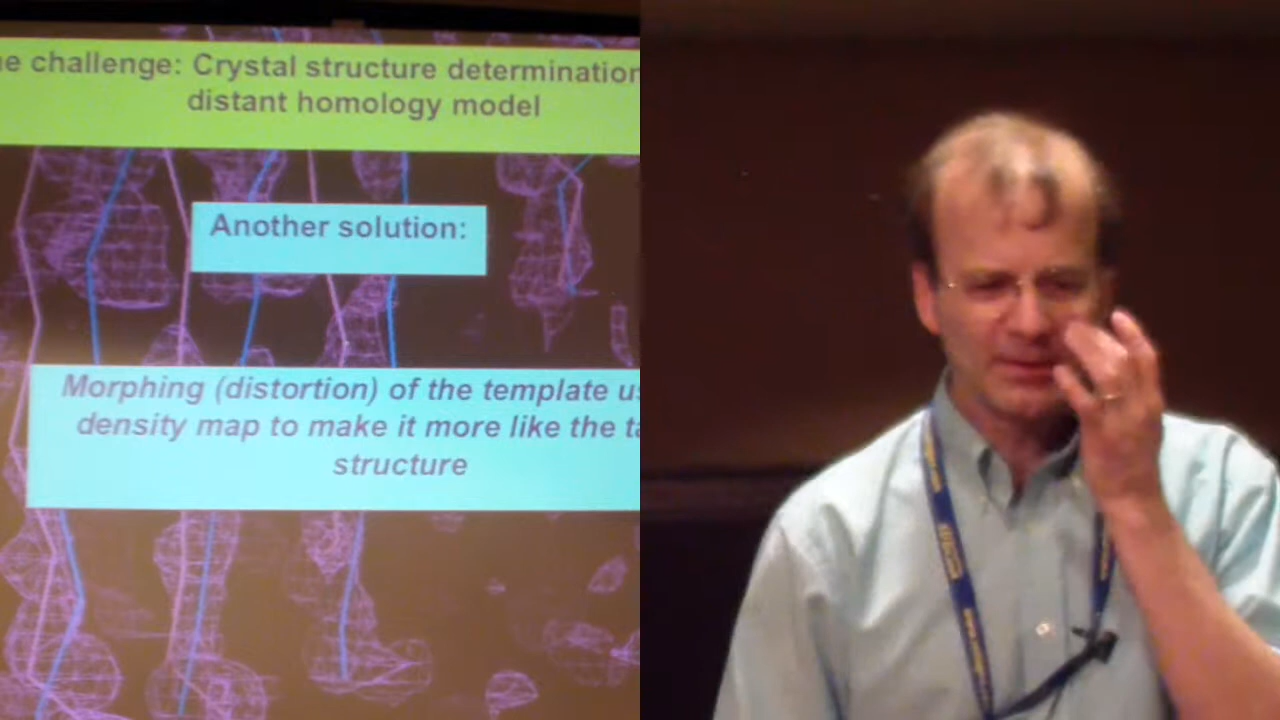 e challenge: Crystal structure determination
distant homology model
Another solution:
Morphing (distortion) of the template u
density map to make it more like the ta
structure